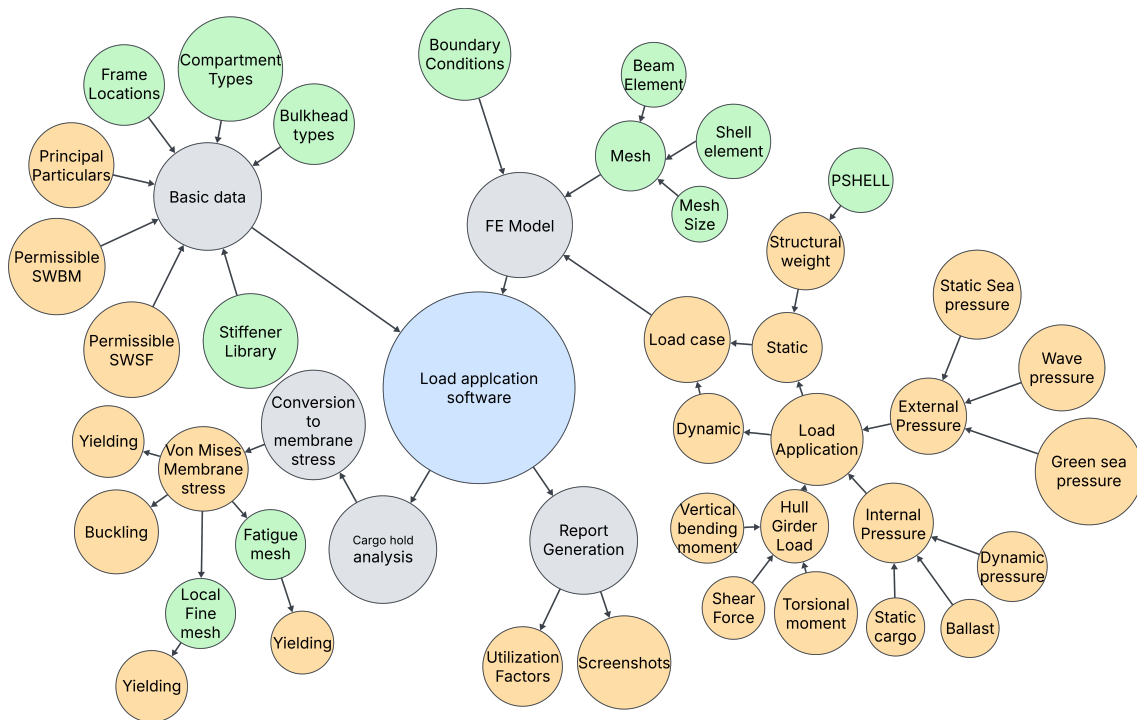 Boundary
Conditions
Compartment
Types
Frame
Locations
Beam
Element
Bulkhead
types
Shell
element
Mesh
Principal
Particulars
PSHELL
Basic data
Mesh
Size
FE Model
Structural
weight
Permissible
SWBM
Static Sea
pressure
Stiffener
Library
Permissible
SWSF
Load case
Static
Wave
pressure
Load applcation
software
Conversion
to
membrane
stress
External
Pressure
Yielding
Von Mises
Membrane
stress
Dynamic
Load
Application
Green sea
pressure
Buckling
Fatigue
mesh
Cargo hold
analysis
Report
Generation
Vertical
bending
moment
Hull
Girder
Load
Internal
Pressure
Dynamic
pressure
Local
Fine
mesh
Shear
Force
Torsional
moment
Static
cargo
Ballast
Yielding
Yielding
Utilization
Factors
Screenshots